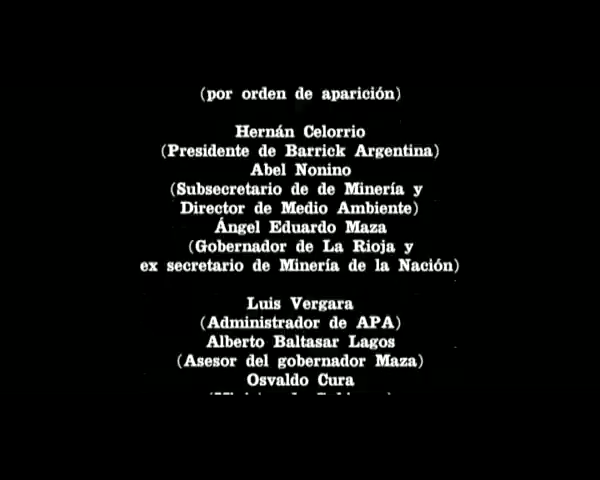 (por orden de aparición)
Hernán Celorrio
(Presidente de Barrick Argentina)
Abel Nonino
(Subsecretario de de Minería y
Director de Medio Ambiente)
Ángel Eduardo Maza
(Gobernador de La Rioja y
ex secretario de Minería de la Nación)
Luis Vergara
(Administrador de APA)
Alberto Baltasar Lagos
(Asesor del gobernador Maza)
Osvaldo Cura